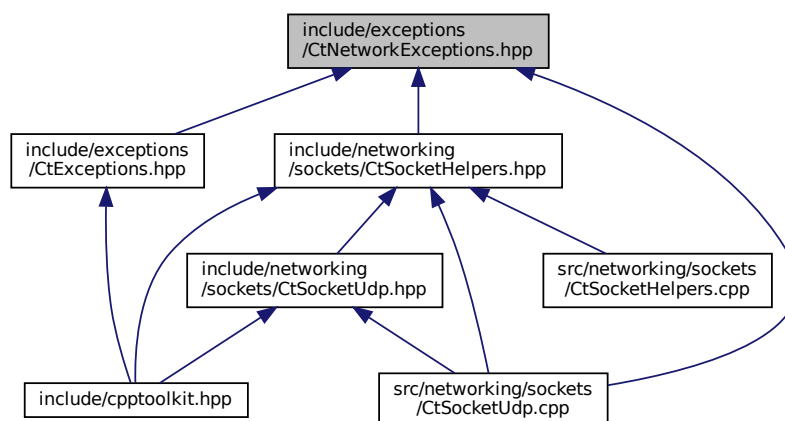 include/exceptions
/CtNetworkExceptions.hpp
include/exceptions
/CtExceptions.hpp
include/networking
/sockets/CtSocketHelpers.hpp
include/networking
/sockets/CtSocketUdp.hpp
src/networking/sockets
/CtSocketHelpers.cpp
include/cpptoolkit.hpp
src/networking/sockets
/CtSocketUdp.cpp